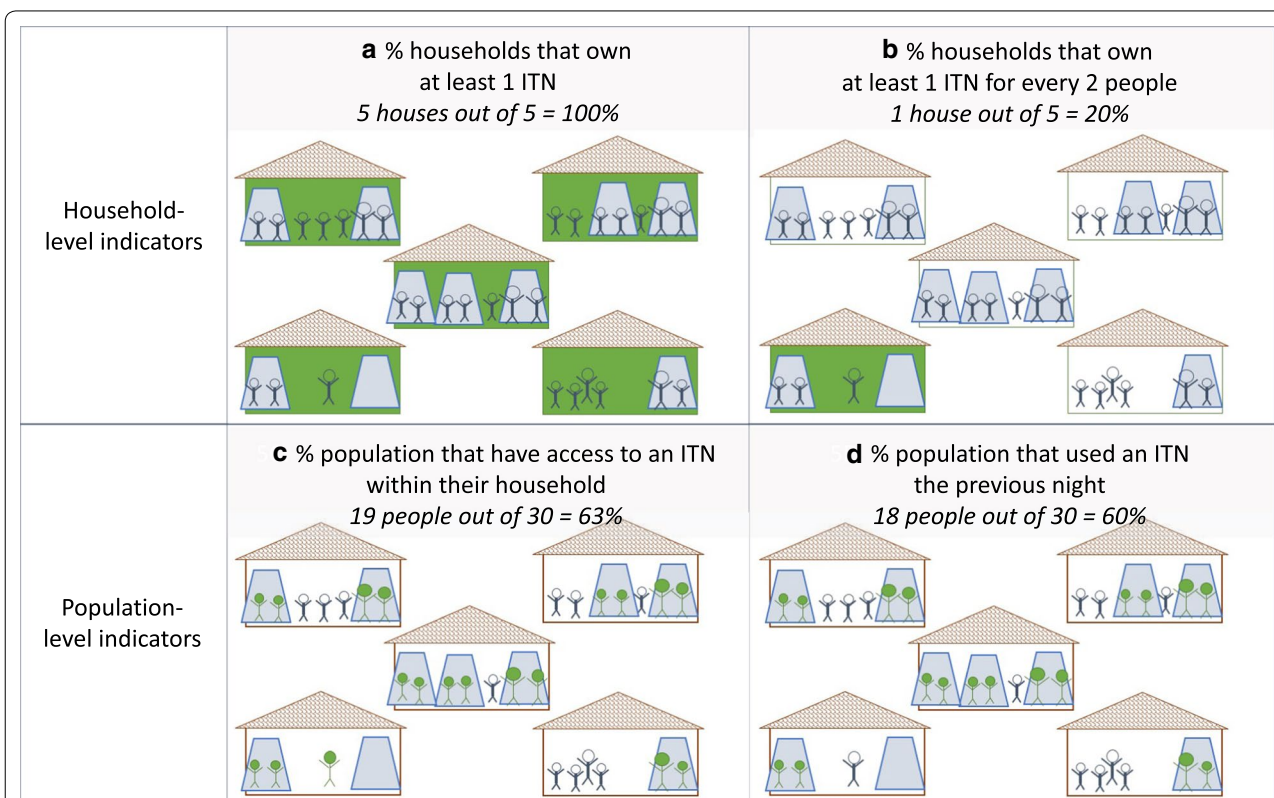 a % households that own
at least 1 ITN
5 houses out of 5 = 100%
b % households that own
at least 1 ITN for every 2 people
1 house out of 5 = 20%
Household-
level indicators
c % population that have access to an ITN
within their household
19 people out of 30 = 63%
d % population that used an ITN
the previous night
18 people out of 30 = 60%
Population-
level indicators